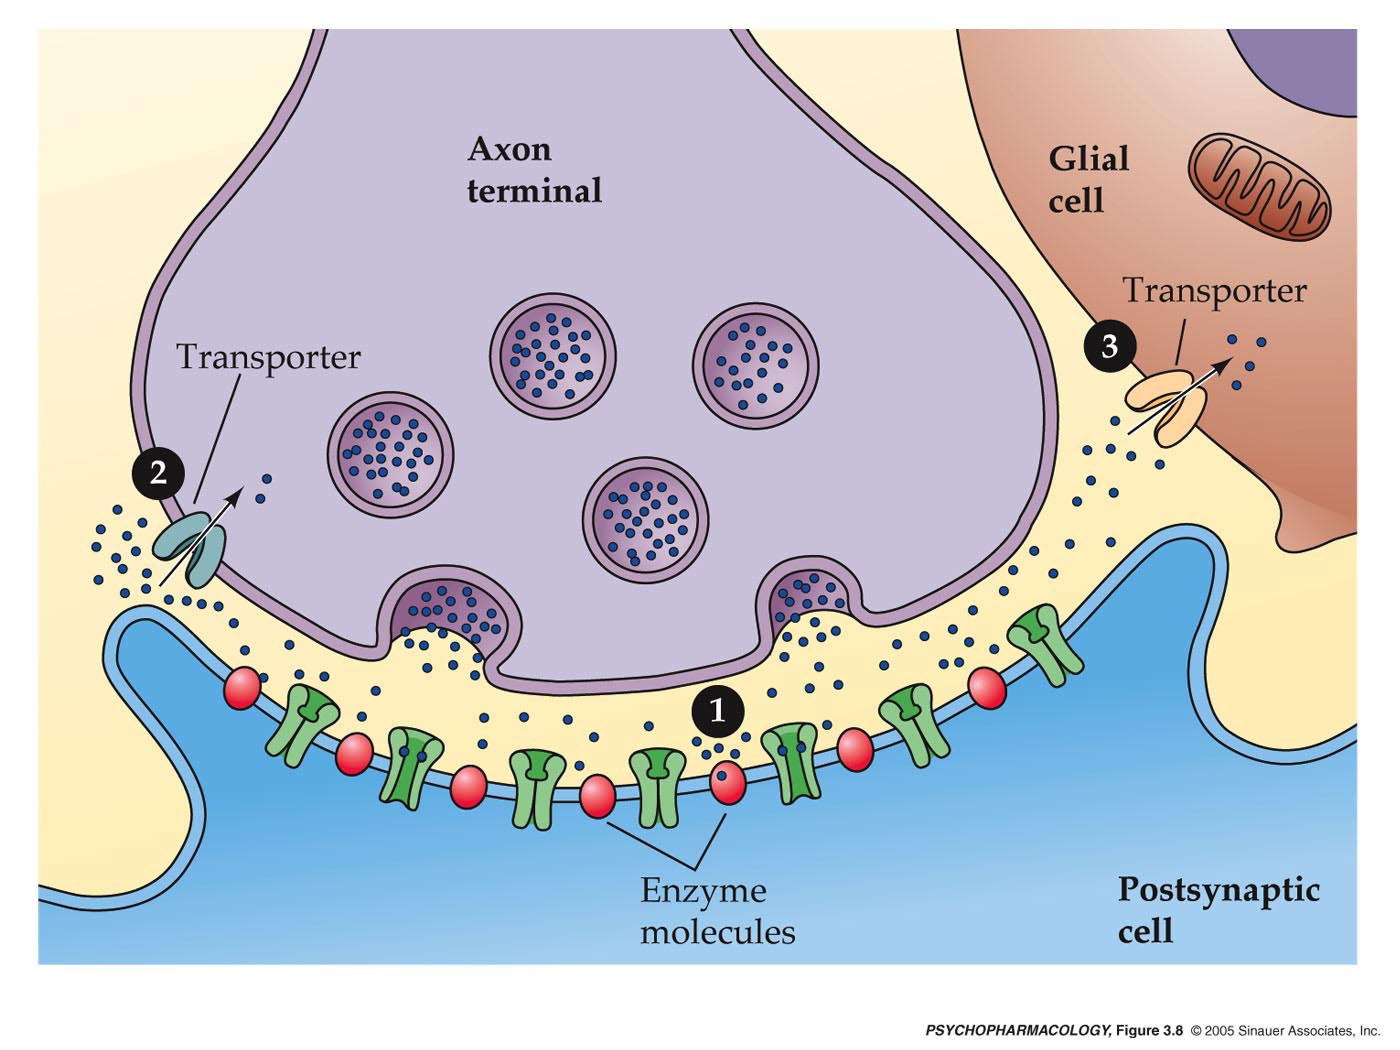 Axon
terminal
Glial
cell
Transporter
3
Transporter
2
1
Enzyme
molecules
Postsynaptic
cell
PSYCHOPHARMACOLOGY, Figure 3.8 © 2005 Sinauer Associates, Inc.